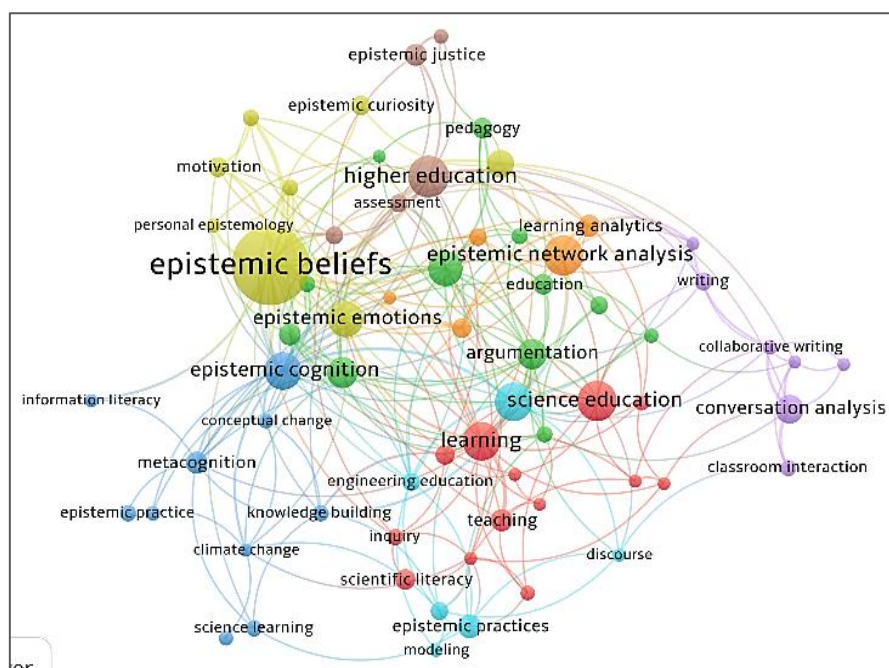 epistemic justice
epistemic curiosity
pedagogy
motivation
higher education
assessment
personal epistemology
learning analytics
epistemic beliefs
epistemic network analysis
education
writing
epistemic emotions
argumentation
collaborative writing
epistemic cognition
information literacy
science education
conversation analysis
conceptual change
learning
metacognition
classroom interaction
engineering education
epistemic practice
knowledge building
teaching
inquiry
climate change
discourse
scientific literacy
science learning
epistemic practices
modeling